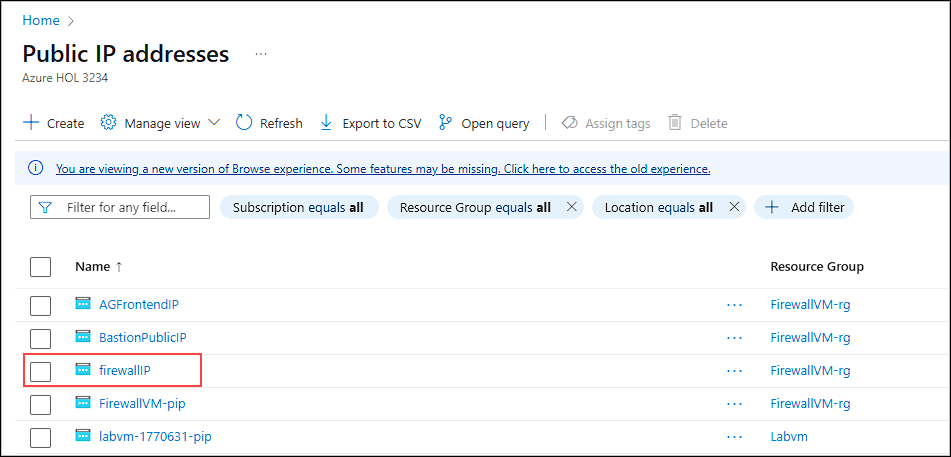 Home >
Public IP addresses ...
Azure HOL 3234
Create Manage view Refresh Export to CSV Open query Assign tags Delete
You are viewing a new version of Browse experience. Some features may be missing. Click here to access the old experience.
Filter for any field... Subscription equals all Resource Group equals all Location equals all Add filter
Name ↑ Resource Group
AGFrontendIP ... FirewallVM-rg
BastionPublicIP ... FirewallVM-rg
firewallIP ... FirewallVM-rg
FirewallVM-pip ... FirewallVM-rg
labvm-1770631-pip ... Labvm